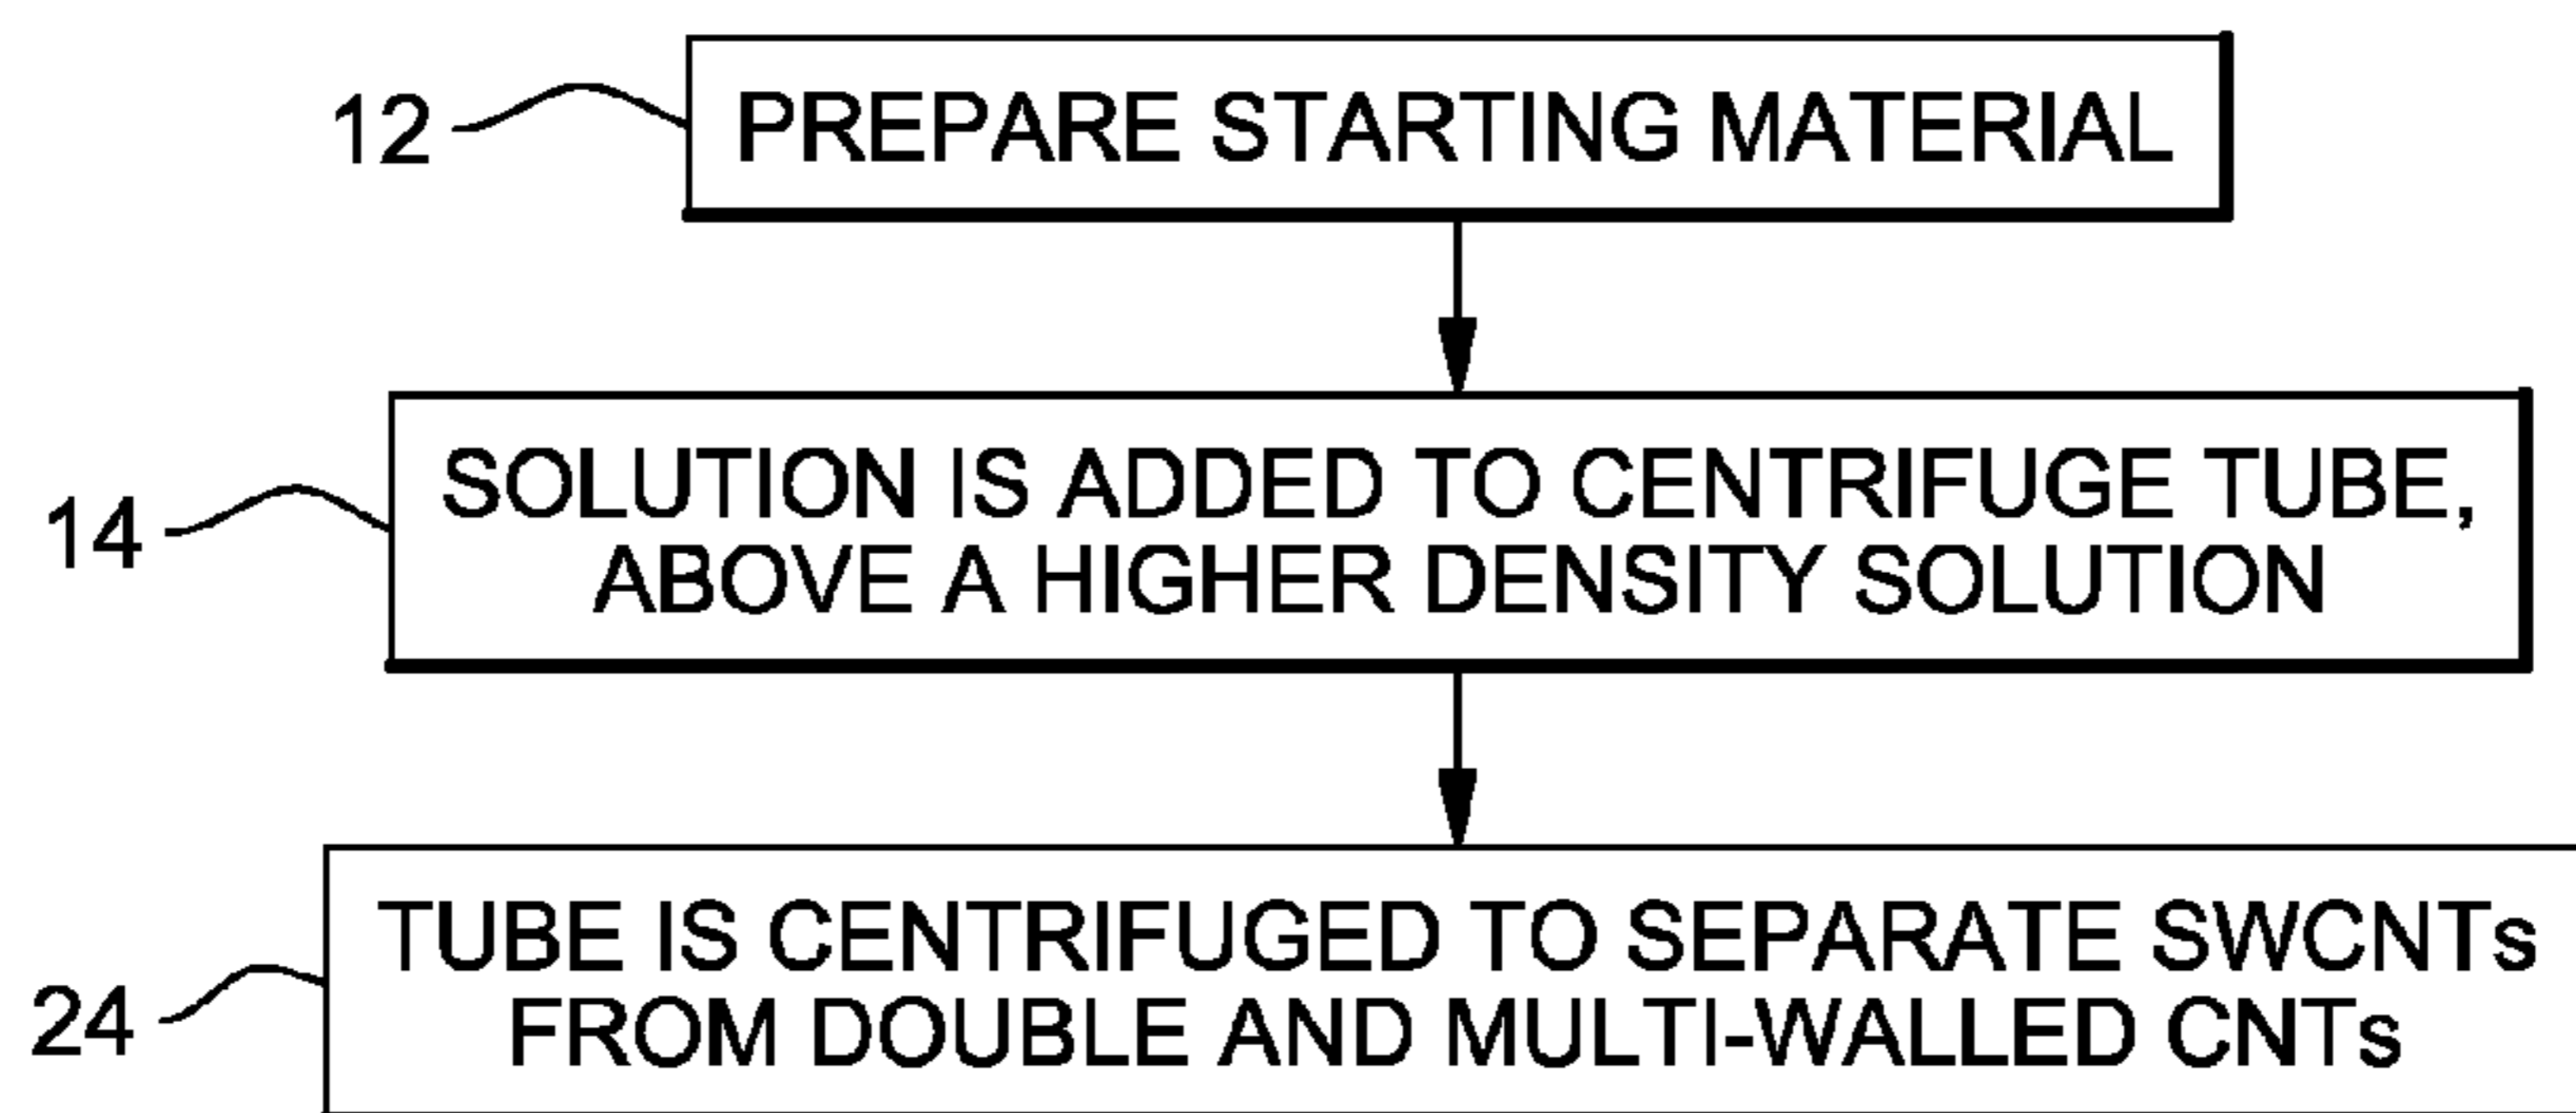 12 PREPARE STARTING MATERIAL
14 SOLUTION IS ADDED TO CENTRIFUGE TUBE,
ABOVE A HIGHER DENSITY SOLUTION
24 TUBE IS CENTRIFUGED TO SEPARATE SWCNTs
FROM DOUBLE AND MULTI-WALLED CNTs